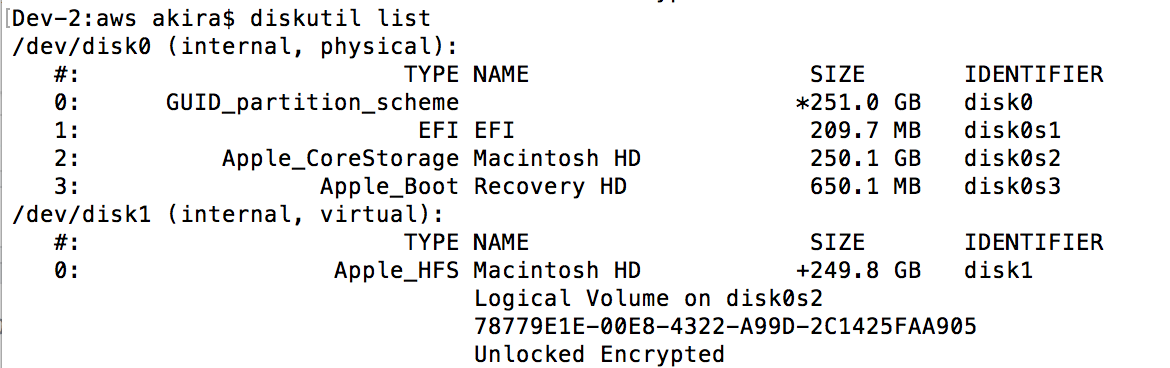 [Dev-2:aws akira$ diskutil list
/dev/disk0 (internal, physical):
   #:                       TYPE NAME                    SIZE       IDENTIFIER
   0:      GUID_partition_scheme                        *251.0 GB   disk0
   1:                        EFI EFI                     209.7 MB   disk0s1
   2:          Apple_CoreStorage Macintosh HD            250.1 GB   disk0s2
   3:                 Apple_Boot Recovery HD             650.1 MB   disk0s3
/dev/disk1 (internal, virtual):
   #:                       TYPE NAME                    SIZE       IDENTIFIER
   0:                  Apple_HFS Macintosh HD           +249.8 GB   disk1
                                 Logical Volume on disk0s2
                                 78779E1E-00E8-4322-A99D-2C1425FAA905
                                 Unlocked Encrypted